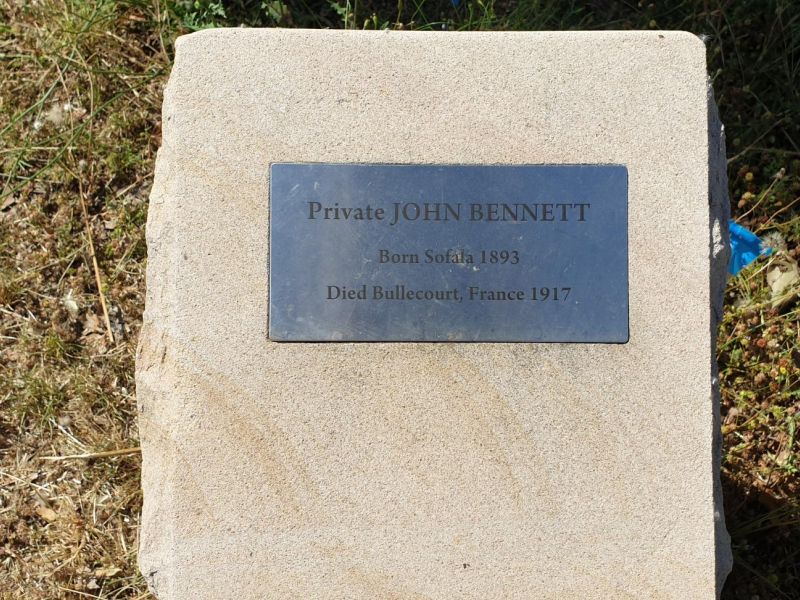 Private JOHN BENNETT
Born Sofala 1893
Died Bullecourt, France 1917